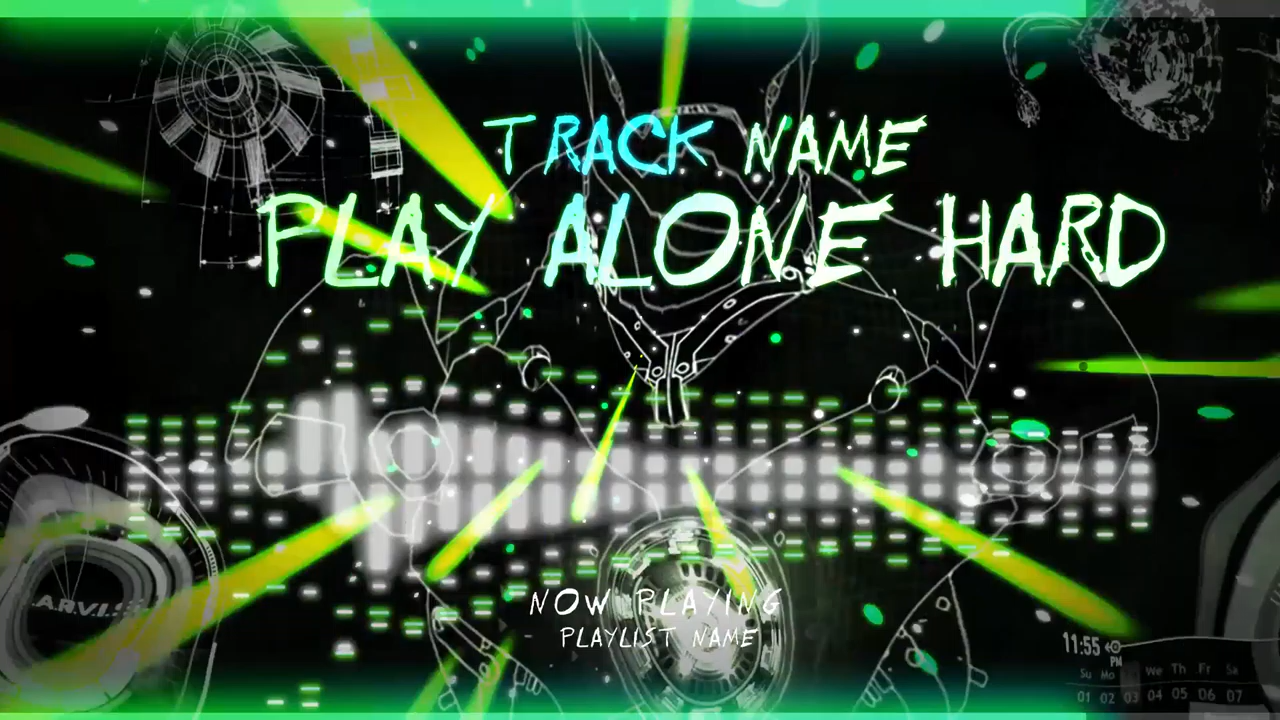 TRACK NAME
PLAY ALONE HARD
J.A.R.V.I.S
NOW PLAYING
PLAYLIST NAME
11:55
PM
Su Mo We Th Fr Sa
01 02 03 04 05 06 07